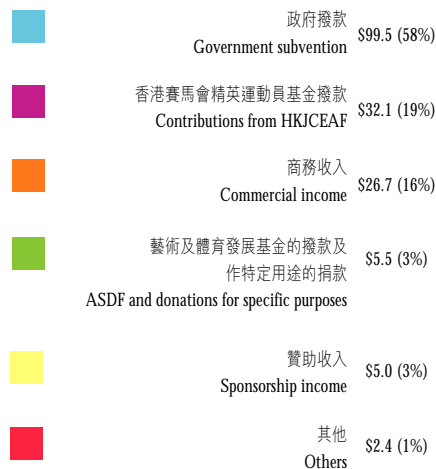 政府撥款
Government subvention
$99.5 (58%)
香港賽馬會精英運動員基金撥款
Contributions from HKJCEAF
$32.1 (19%)
商務收入
Commercial income
$26.7 (16%)
藝術及體育發展基金的撥款及
作特定用途的捐款
ASDF and donations for specific purposes
$5.5 (3%)
贊助收入
Sponsorship income
$5.0 (3%)
其他
Others
$2.4 (1%)